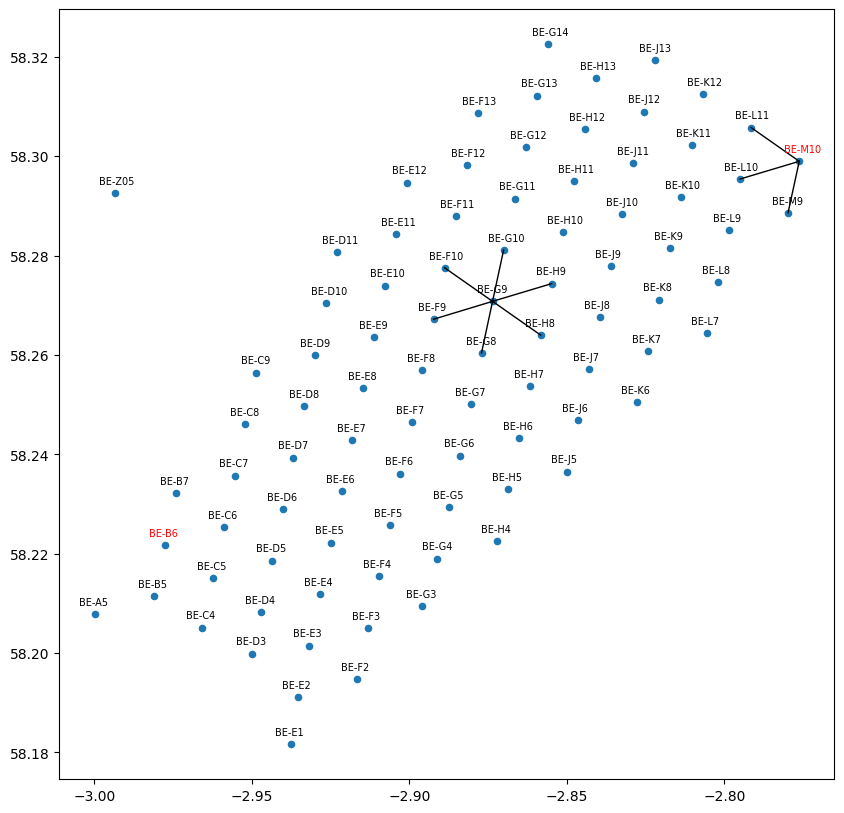 BE-G14
BE-J13
58.32
BE-H13
BE-G13
BE-K12
BE-J12
BE-F13
BE-L11
BE-H12
BE-G12
BE-K11
58.30
BE-M10
BE-F12
BE-J11
BE-E12
BE-H11
BE-L10
BE-Z05
BE-K10
BE-G11
BE-M9
BE-J10
BE-F11
BE-L9
BE-H10
BE-E11
BE-K9
BE-G10
BE-D11
58.28
BE-J9
BE-F10
BE-L8
BE-H9
BE-E10
BE-K8
BE-G9
BE-D10
BE-J8
BE-F9
BE-L7
BE-H8
BE-E9
58.26
BE-K7
BE-G8
BE-D9
BE-J7
BE-F8
BE-C9
BE-H7
BE-E8
BE-K6
BE-G7
BE-D8
BE-J6
BE-F7
BE-C8
BE-H6
BE-E7
58.24
BE-G6
BE-D7
BE-J5
BE-F6
BE-C7
BE-H5
BE-E6
BE-B7
BE-G5
BE-D6
BE-F5
BE-C6
BE-H4
BE-E5
BE-B6
58.22
BE-G4
BE-D5
BE-F4
BE-C5
BE-E4
BE-B5
BE-G3
BE-D4
BE-A5
BE-F3
BE-C4
58.20
BE-E3
BE-D3
BE-F2
BE-E2
BE-E1
58.18
−3.00 −2.95 −2.90 −2.85 −2.80